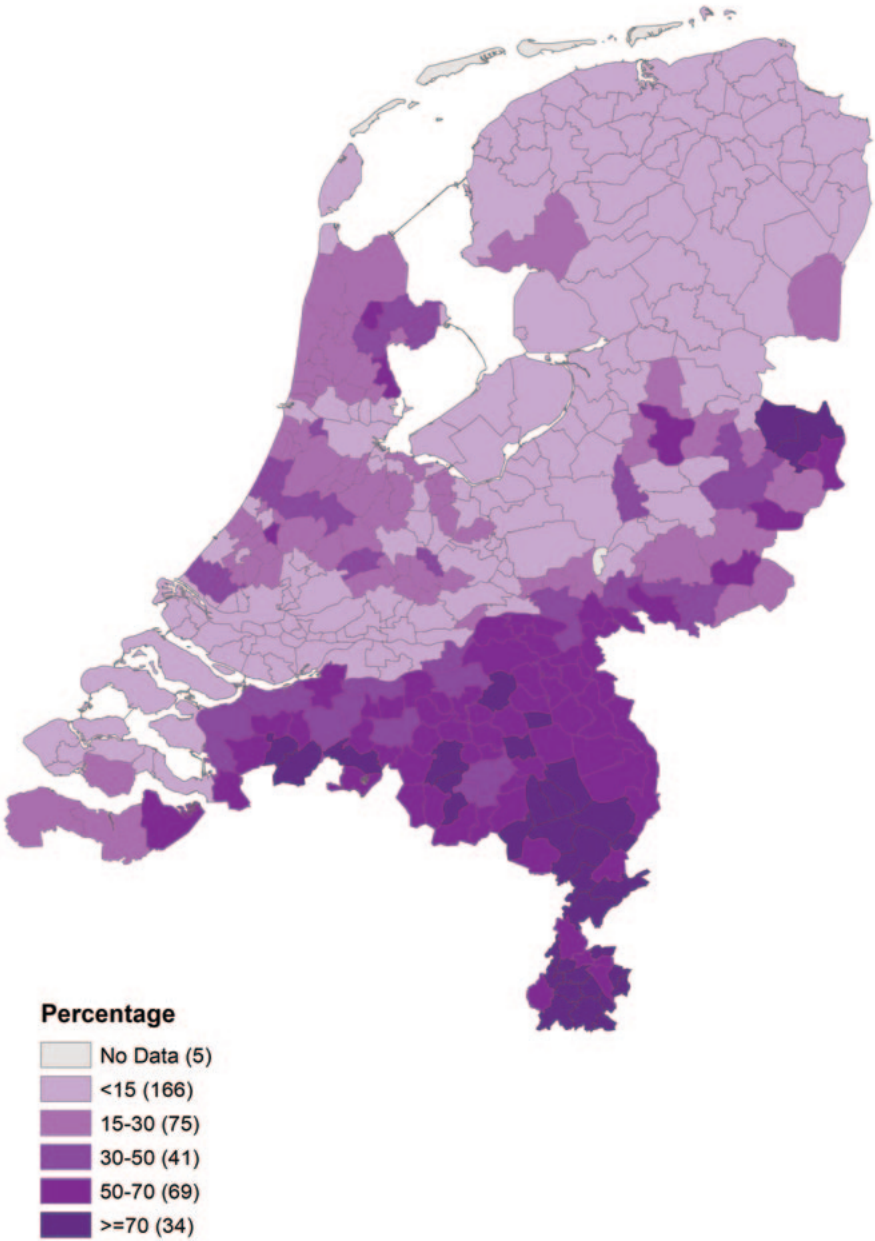 Percentage
No Data (5)
<15 (166)
15-30 (75)
30-50 (41)
50-70 (69)
>=70 (34)